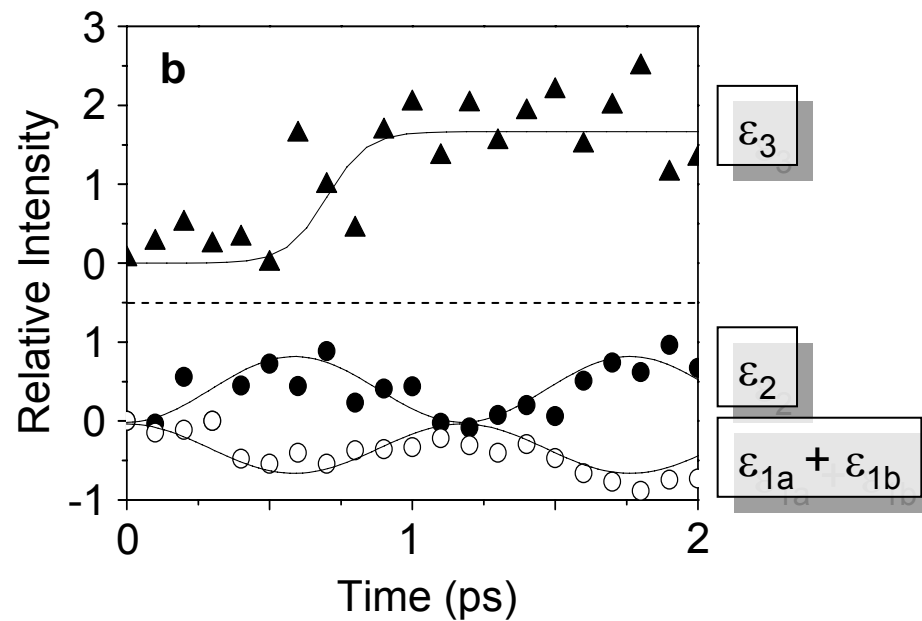 b
3
2
1
0
1
0
-1
0
1
2
Relative Intensity
Time (ps)
ε3
ε2
ε1a + ε1b